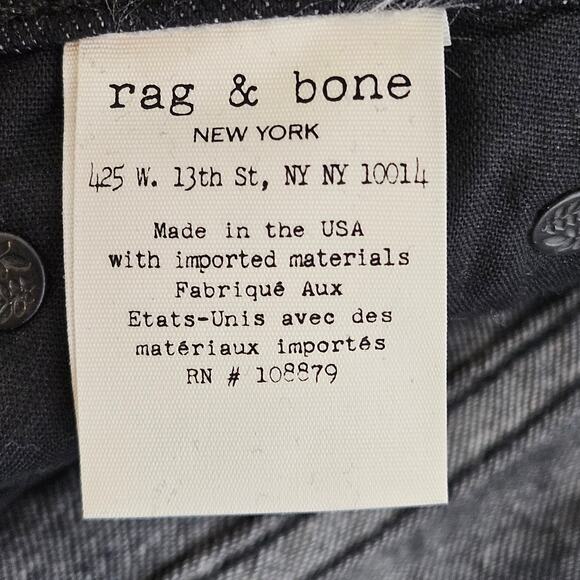 rag & bone
NEW YORK
425 W. 13th St, NY NY 10014
Made in the USA
with imported materials
Fabriqué Aux
Etats-Unis avec des
matériaux importés
RN # 108879